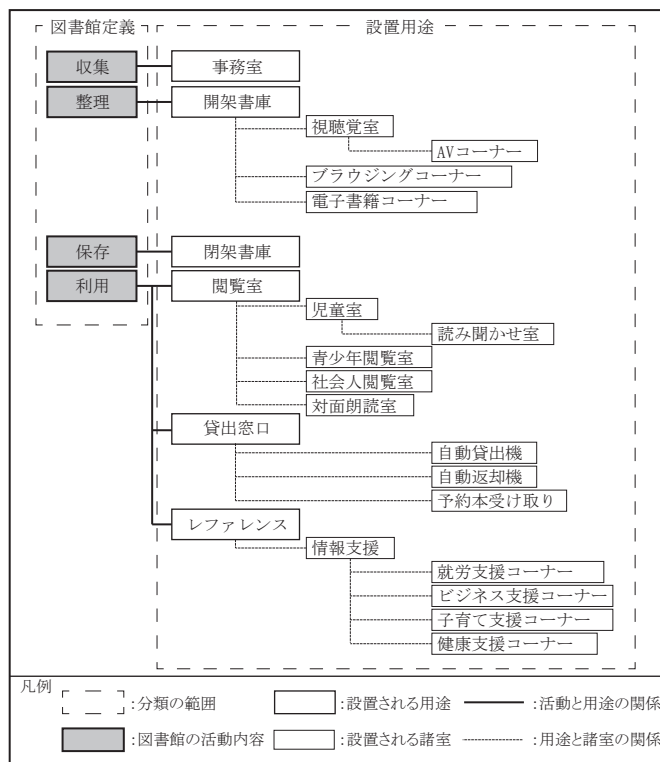 図書館定義 設置用途
収集 事務室
整理 開架書庫
視聴覚室
AVコーナー
ブラウジングコーナー
電子書籍コーナー
保存 閉架書庫
利用 閲覧室
児童室
読み聞かせ室
青少年閲覧室
社会人閲覧室
対面朗読室
貸出窓口
自動貸出機
自動返却機
予約本受け取り
レファレンス
情報支援
就労支援コーナー
ビジネス支援コーナー
子育て支援コーナー
健康支援コーナー
凡例
:分類の範囲 :設置される用途 :活動と用途の関係
:図書館の活動内容 :設置される諸室 :用途と諸室の関係